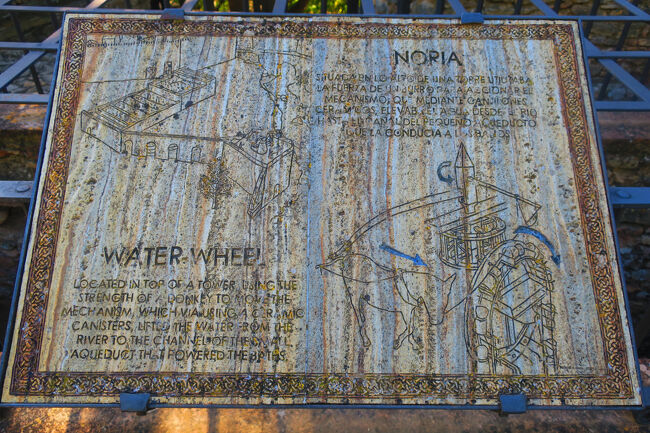 NORIA
SITUADA EN LO ALTO DE UNA TORRE UTILIZABA
LA FUERZA DE UN BURRO PARA ACCIONAR EL
MECANISMO, QUE MEDIANTE CANJILONES
CERAMICOS, ELEVABA EL AGUA DESDE EL RIO
HASTA EL CANAL DEL PEQUEÑO ACUEDUCTO
QUE LA CONDUCIA A LOS BAÑOS.
WATER WHEEL
LOCATED IN TOP OF A TOWER, USING THE
STRENGTH OF A DONKEY TO MOVE THE
MECHANISM, WHICH VIA USING A CERAMIC
CANISTERS, LIFTED THE WATER FROM THE
RIVER TO THE CHANNEL OF THE SMALL
AQUEDUCT THAT POWERED THE BATHS.